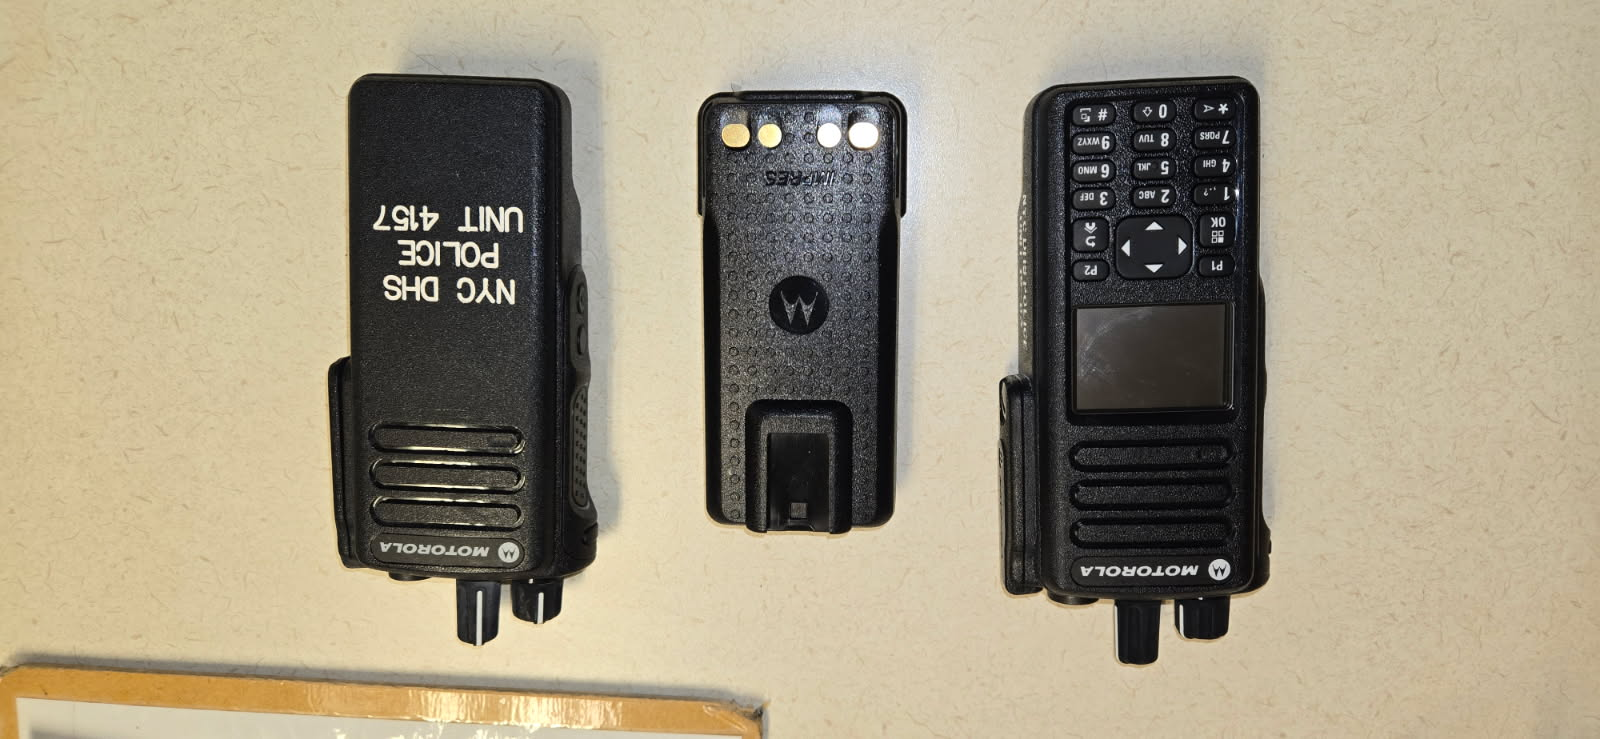 MOTOROLA
P1 P2
OK
1 .,? 2 ABC 3 DEF
4 GHI 5 JKL 6 MNO
7 PQRS 8 TUV 9 WXYZ
* 0 #
IMPRES
MOTOROLA
NYC DHS
POLICE
UNIT 4157